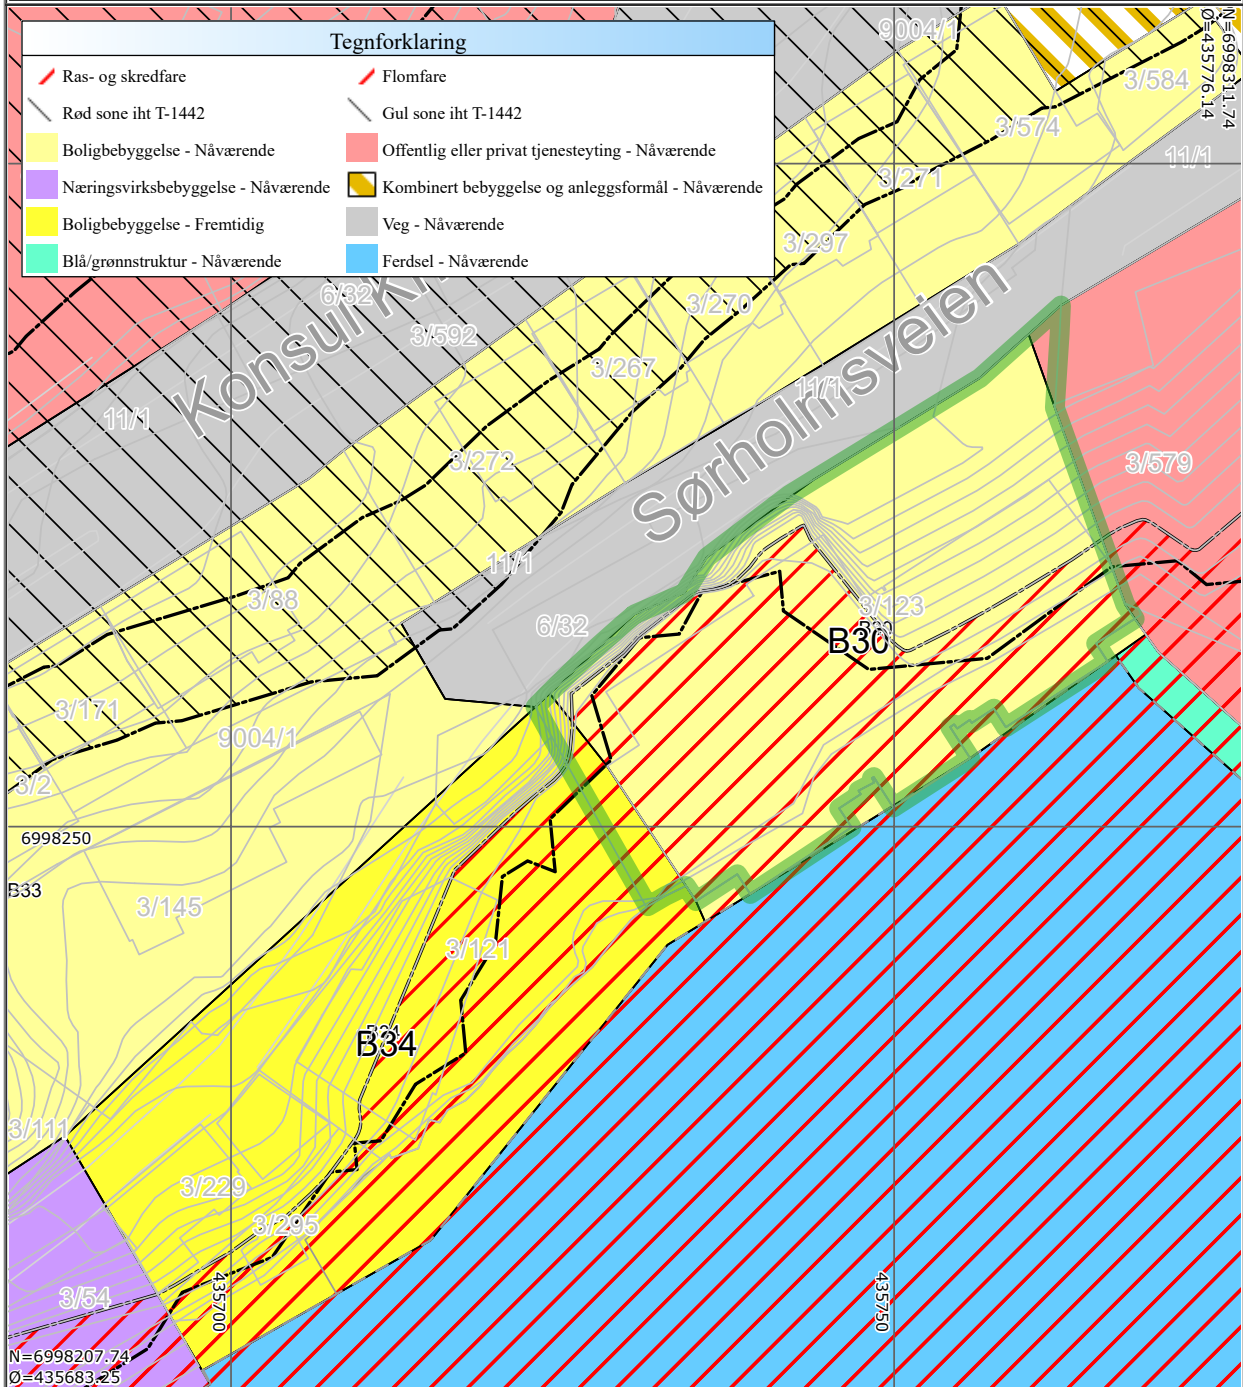 Tegnforklaring
Ras- og skredfare
Flomfare
Rød sone iht T-1442
Gul sone iht T-1442
Boligbebyggelse - Nåværende
Offentlig eller privat tjenesteyting - Nåværende
Næringsvirksbebyggelse - Nåværende
Kombinert bebyggelse og anleggsformål - Nåværende
Boligbebyggelse - Fremtidig
Veg - Nåværende
Blå/grønnstruktur - Nåværende
Ferdsel - Nåværende
9004/1
N=6998311.74
Ø=435776.14
3/584
3/574
11/1
3/271
3/297
6/32
3/270
Konsul
3/592
3/267
Sørholmsveien
11/1
11/1
3/272
3/579
11/1
3/88
3/123
6/32
B30
B30
3/171
9004/1
3/2
6998250
B33
3/145
3/121
B34
B34
3/111
3/229
3/295
3/54
435700
435750
N=6998207.74
Ø=435683.25